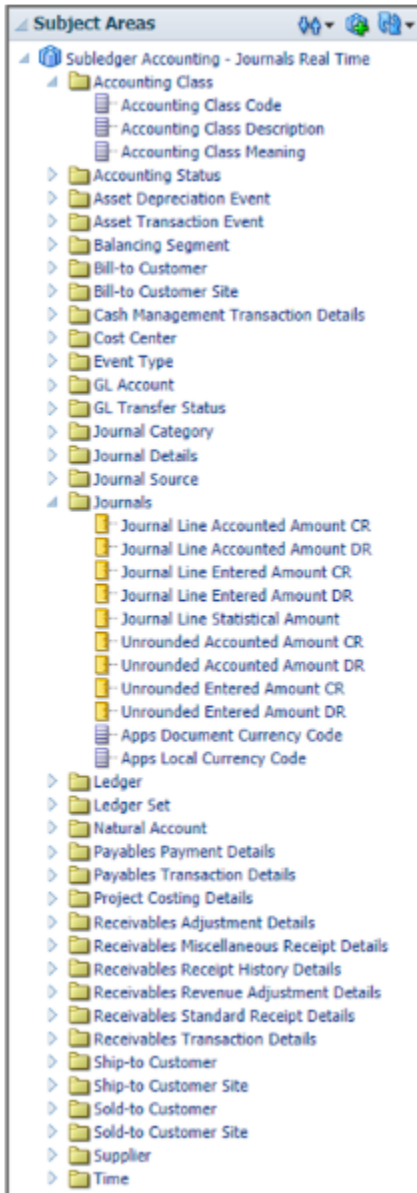 Subject Areas
Subledger Accounting - Journals Real Time
Accounting Class
Accounting Class Code
Accounting Class Description
Accounting Class Meaning
Accounting Status
Asset Depreciation Event
Asset Transaction Event
Balancing Segment
Bill-to Customer
Bill-to Customer Site
Cash Management Transaction Details
Cost Center
Event Type
GL Account
GL Transfer Status
Journal Category
Journal Details
Journal Source
Journals
Journal Line Accounted Amount CR
Journal Line Accounted Amount DR
Journal Line Entered Amount CR
Journal Line Entered Amount DR
Journal Line Statistical Amount
Unrounded Accounted Amount CR
Unrounded Accounted Amount DR
Unrounded Entered Amount CR
Unrounded Entered Amount DR
Apps Document Currency Code
Apps Local Currency Code
Ledger
Ledger Set
Natural Account
Payables Payment Details
Payables Transaction Details
Project Costing Details
Receivables Adjustment Details
Receivables Miscellaneous Receipt Details
Receivables Receipt History Details
Receivables Revenue Adjustment Details
Receivables Standard Receipt Details
Receivables Transaction Details
Ship-to Customer
Ship-to Customer Site
Sold-to Customer
Sold-to Customer Site
Supplier
Time